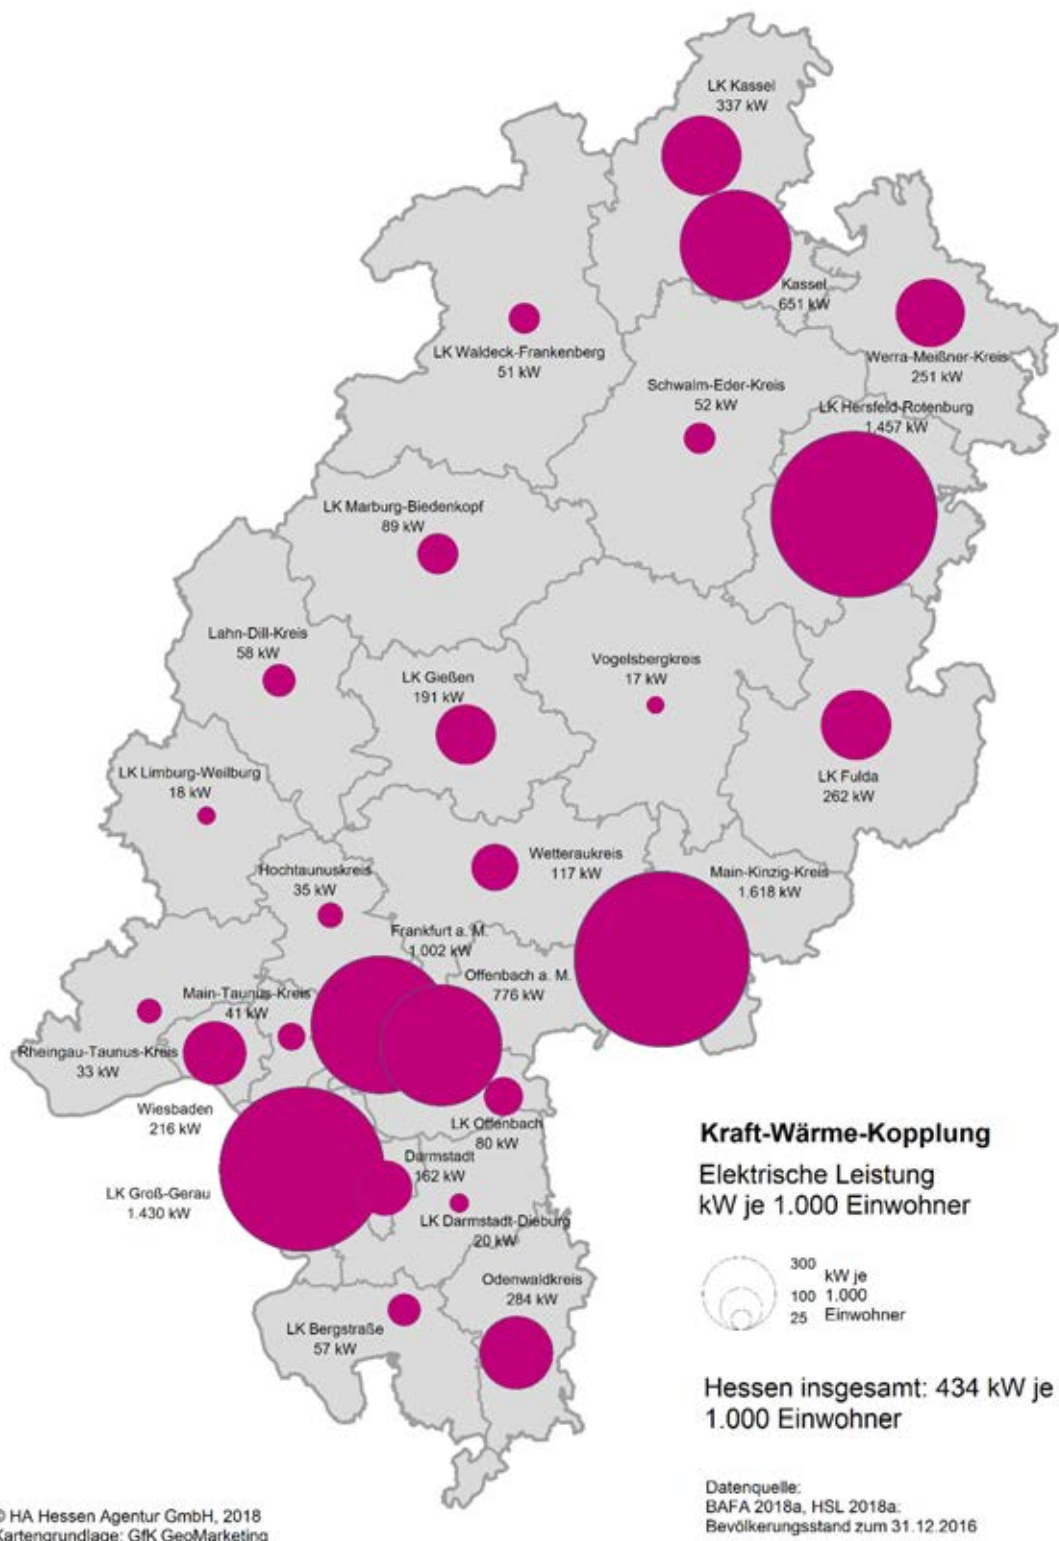 LK Kassel
337 kW
Kassel
651 kW
LK Waldeck-Frankenberg
51 kW
Werra-Meißner-Kreis
251 kW
Schwalm-Eder-Kreis
52 kW
LK Hersfeld-Rotenburg
1.457 kW
LK Marburg-Biedenkopf
89 kW
Lahn-Dill-Kreis
58 kW
LK Gießen
191 kW
Vogelsbergkreis
17 kW
LK Limburg-Weilburg
18 kW
LK Fulda
262 kW
Wetteraukreis
117 kW
Main-Kinzig-Kreis
1.618 kW
Hochtaunuskreis
35 kW
Frankfurt a. M.
1.002 kW
Offenbach a. M.
776 kW
Main-Taunus-Kreis
41 kW
Rheingau-Taunus-Kreis
33 kW
Wiesbaden
216 kW
LK Offenbach
80 kW
Darmstadt
162 kW
LK Groß-Gerau
1.430 kW
LK Darmstadt-Dieburg
20 kW
Odenwaldkreis
284 kW
LK Bergstraße
57 kW
Kraft-Wärme-Kopplung
Elektrische Leistung
kW je 1.000 Einwohner
300
100
25
kW je
1.000
Einwohner
Hessen insgesamt: 434 kW je
1.000 Einwohner
Datenquelle:
BAFA 2018a, HSL 2018a:
Bevölkerungsstand zum 31.12.2016
© HA Hessen Agentur GmbH, 2018
Kartengrundlage: GfK GeoMarketing